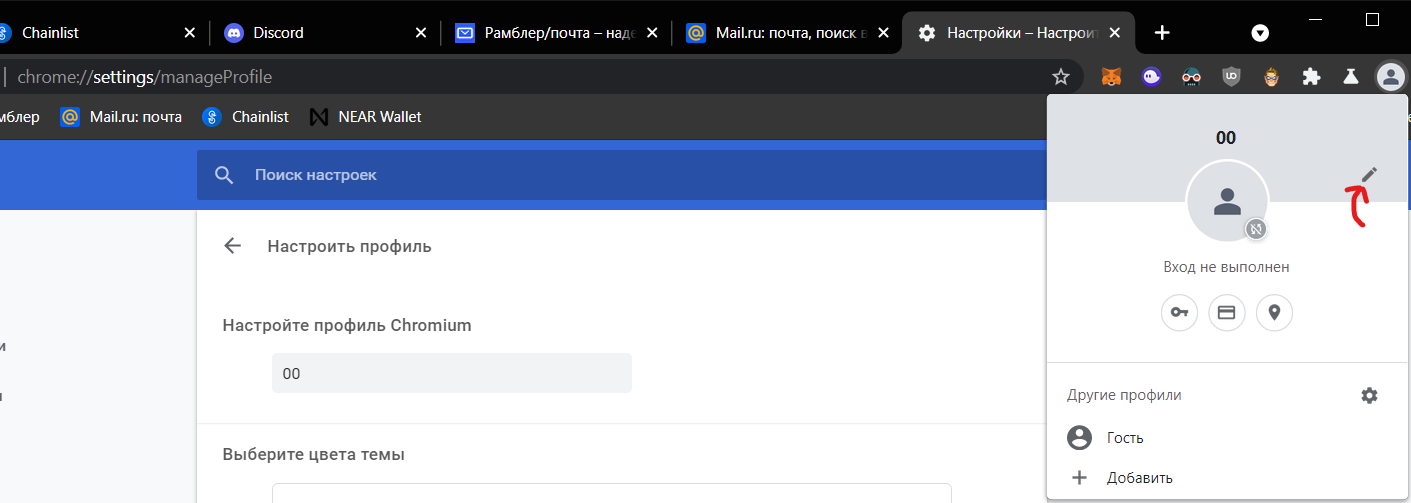 Chainlist
Discord
Рамблер/почта – наде
Mail.ru: почта, поиск в
Настройки – Настроит
chrome://settings/manageProfile
мблер
Mail.ru: почта
Chainlist
NEAR Wallet
Поиск настроек
00
Настроить профиль
Вход не выполнен
Настройте профиль Chromium
00
Другие профили
Гость
Выберите цвета темы
Добавить